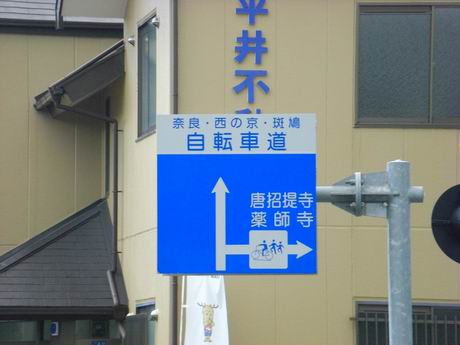 平井不動
奈良・西の京・斑鳩
自転車道
唐招提寺
薬師寺